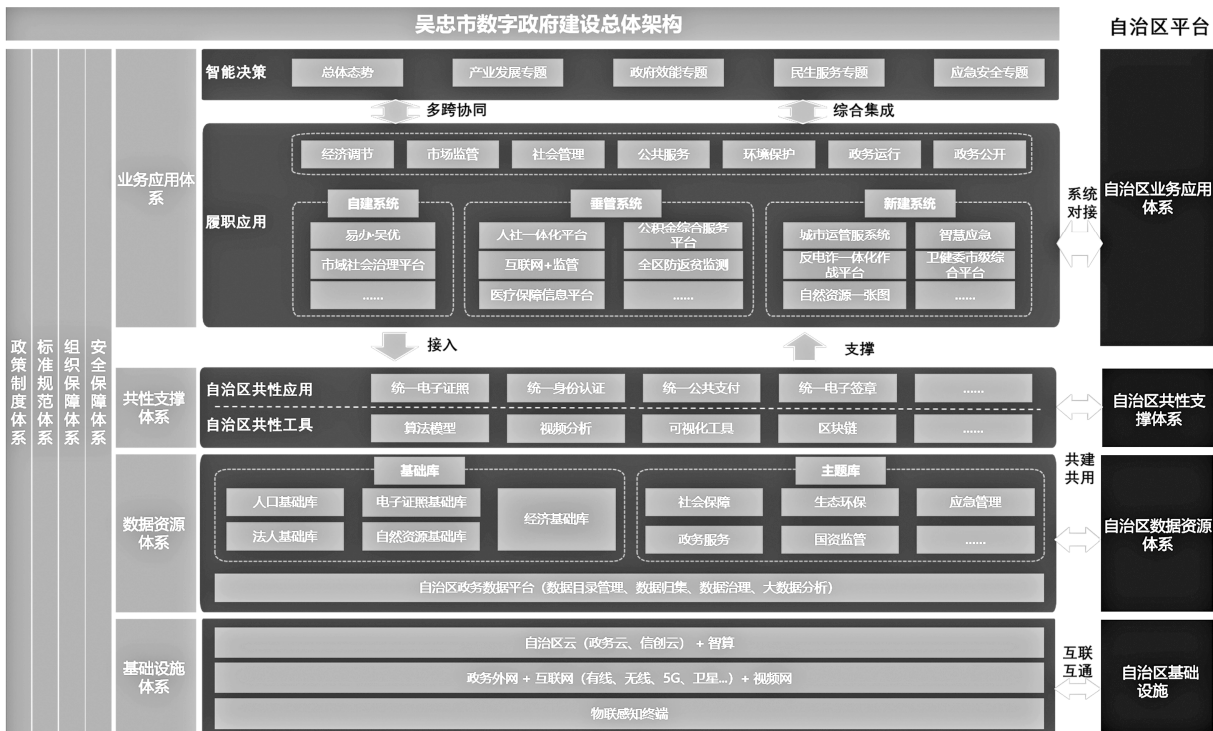 吴忠市数字政府建设总体架构
自治区平台
政策制度体系
标准规范体系
组织保障体系
安全保障体系
业务应用体
系
智能决策
总体态势
产业发展专题
政府效能专题
民生服务专题
应急安全专题
多跨协同
综合集成
履职应用
经济调节
市场监管
社会管理
公共服务
环境保护
政务运行
政务公开
自建系统
易办·吴优
市域社会治理平台
......
垂管系统
人社一体化平台
公积金综合服务
平台
互联网+监管
全区防返贫监测
医疗保障信息平台
......
新建系统
城市运管服系统
智慧应急
反电诈一体化作
战平台
卫健委市级综
合平台
自然资源一张图
......
系统
对接
自治区业务应用
体系
接入
支撑
共性支撑
体系
自治区共性应用
统一电子证照
统一身份认证
统一公共支付
统一电子签章
......
自治区共性工具
算法模型
视频分析
可视化工具
区块链
......
自治区共性支
撑体系
共建
共用
数据资源
体系
基础库
人口基础库
电子证照基础库
经济基础库
法人基础库
自然资源基础库
主题库
社会保障
生态环保
应急管理
政务服务
国资监管
......
自治区政务数据平台（数据目录管理、数据归集、数据治理、大数据分析）
自治区数据资源
体系
基础设施
体系
自治区云（政务云、信创云）+ 智算
政务外网 + 互联网（有线、无线、5G、卫星...）+ 视频网
物联感知终端
互联
互通
自治区基础
设施